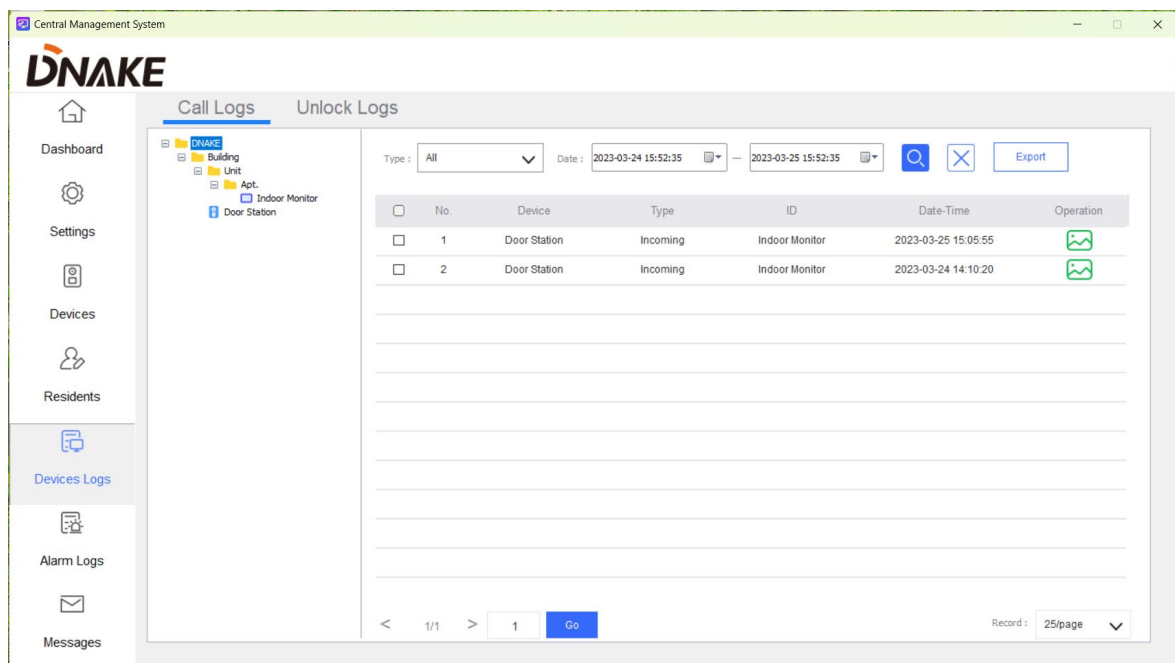 Central Management System
DNAKE
Dashboard
Settings
Devices
Residents
Devices Logs
Alarm Logs
Messages
Call Logs Unlock Logs
DNAKE
Building
Unit
Apt.
Indoor Monitor
Door Station
Type : All Date : 2023-03-24 15:52:35 — 2023-03-25 15:52:35 Export
No. Device Type ID Date-Time Operation
1 Door Station Incoming Indoor Monitor 2023-03-25 15:05:55
2 Door Station Incoming Indoor Monitor 2023-03-24 14:10:20
< 1/1 > 1 Go Record : 25/page